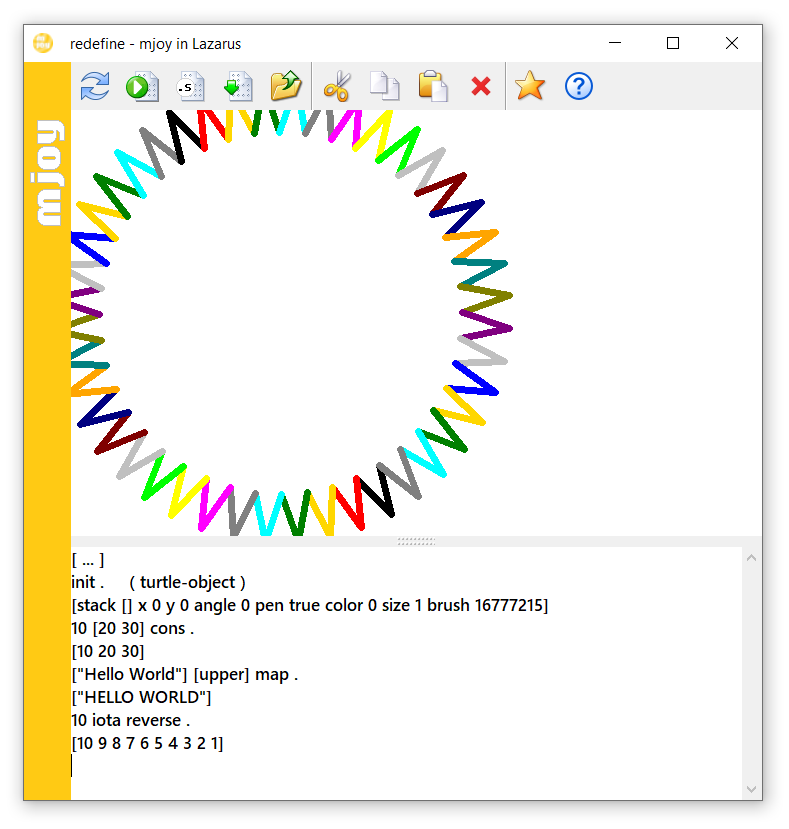 redefine - mjoy in Lazarus
.s
?
mjoy
[ ... ]
init .     ( turtle-object )
[stack [] x 0 y 0 angle 0 pen true color 0 size 1 brush 16777215]
10 [20 30] cons .
[10 20 30]
["Hello World"] [upper] map .
["HELLO WORLD"]
10 iota reverse .
[10 9 8 7 6 5 4 3 2 1]